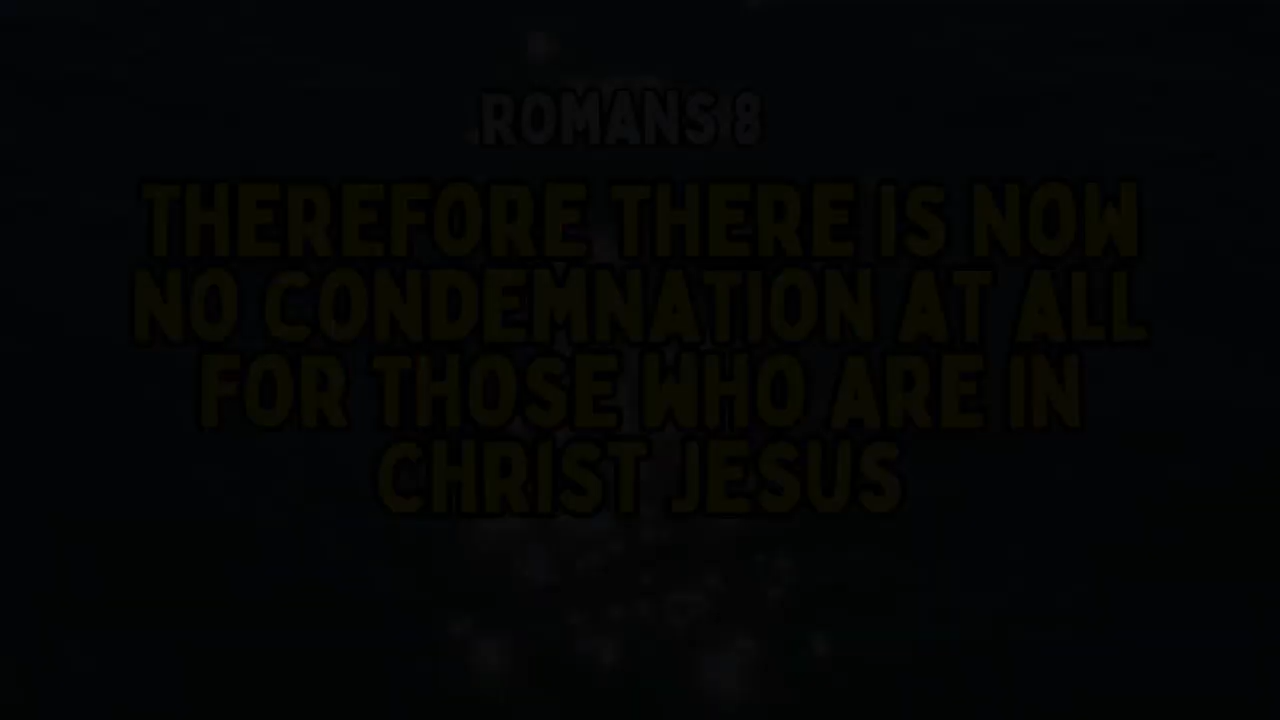 ROMANS 8
THEREFORE THERE IS NOW
NO CONDEMNATION AT ALL
FOR THOSE WHO ARE IN
CHRIST JESUS